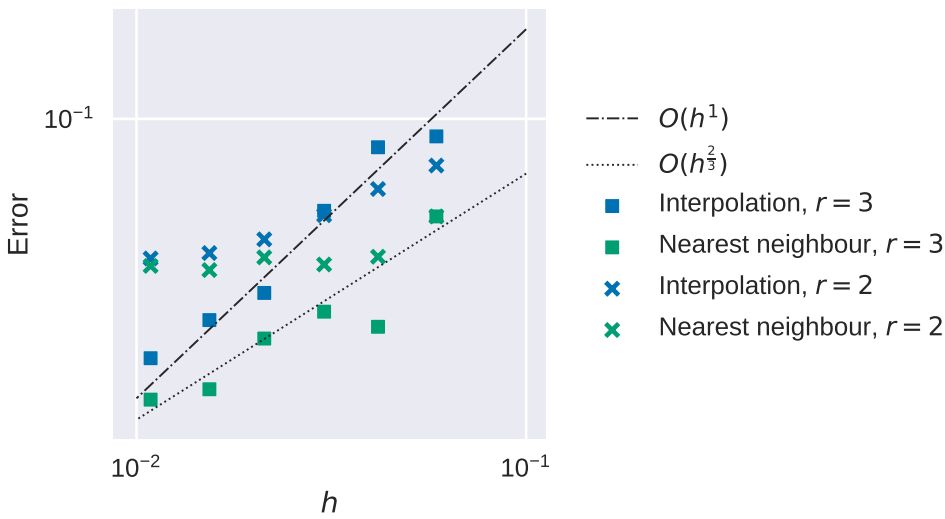 10⁻¹
Error
10⁻²
10⁻¹
h
O(h¹)
O(h^{2/3})
Interpolation, r = 3
Nearest neighbour, r = 3
Interpolation, r = 2
Nearest neighbour, r = 2